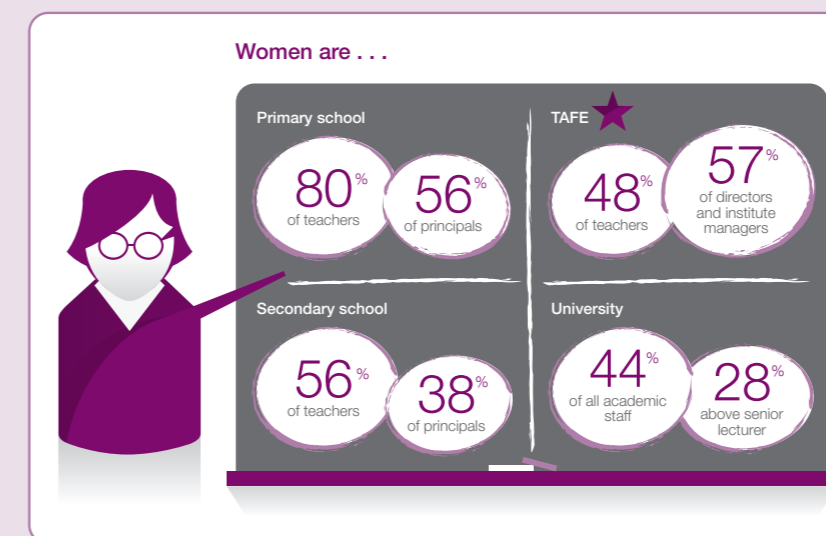 Women are . . .
Primary school
80%
of teachers
56%
of principals
TAFE
48%
of teachers
57%
of directors
and institute
managers
Secondary school
56%
of teachers
38%
of principals
University
44%
of all academic
staff
28%
above senior
lecturer